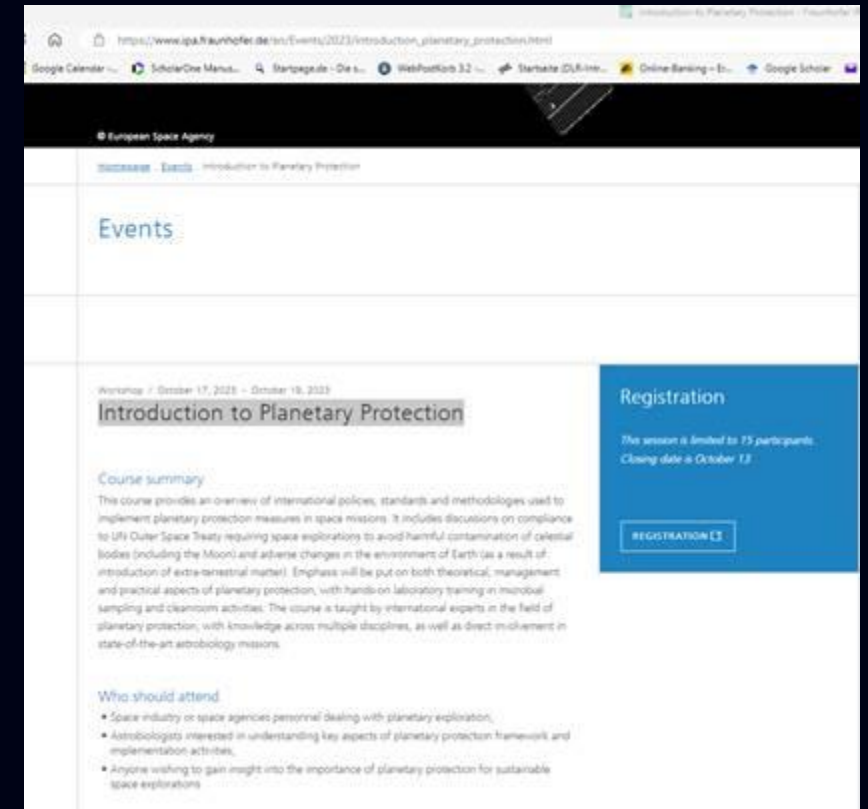 Introduction to Planetary Protection - Fraunhofer
https://www.ipa.fraunhofer.de/en/Events/2023/introduction_planetary_protection.html
Google Calendar - ... ScholarOne Manus... Startpage.de - Die s... WebPostKorb 3.2 - ... Startseite (DLR-Inte... Online Banking - Er... Google Scholar
© European Space Agency
Homepage Events Introduction to Planetary Protection
Events
Workshop / October 17, 2023 - October 19, 2023
Introduction to Planetary Protection
Course summary
This course provides an overview of international policies, standards and methodologies used to
implement planetary protection measures in space missions. It includes discussions on compliance
to UN Outer Space Treaty requiring space explorations to avoid harmful contamination of celestial
bodies (including the Moon) and adverse changes in the environment of Earth (as a result of
introduction of extra-terrestrial matter). Emphasis will be put on both theoretical, management
and practical aspects of planetary protection, with hands-on laboratory training in microbial
sampling and cleanroom activities. The course is taught by international experts in the field of
planetary protection, with knowledge across multiple disciplines, as well as direct involvement in
state-of-the-art astrobiology missions.
Who should attend
• Space industry or space agencies personnel dealing with planetary exploration,
• Astrobiologists interested in understanding key aspects of planetary protection framework and
implementation activities,
• Anyone wishing to gain insight into the importance of planetary protection for sustainable
space explorations
Registration
This session is limited to 15 participants.
Closing date is October 13
REGISTRATION